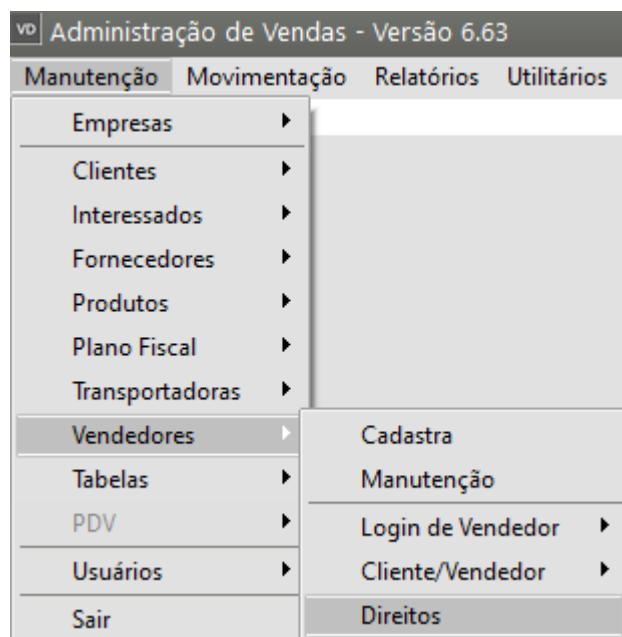 VD Administração de Vendas - Versão 6.63
Manutenção Movimentação Relatórios Utilitários
Empresas
Clientes
Interessados
Fornecedores
Produtos
Plano Fiscal
Transportadoras
Vendedores
Tabelas
PDV
Usuários
Sair
Cadastra
Manutenção
Login de Vendedor
Cliente/Vendedor
Direitos